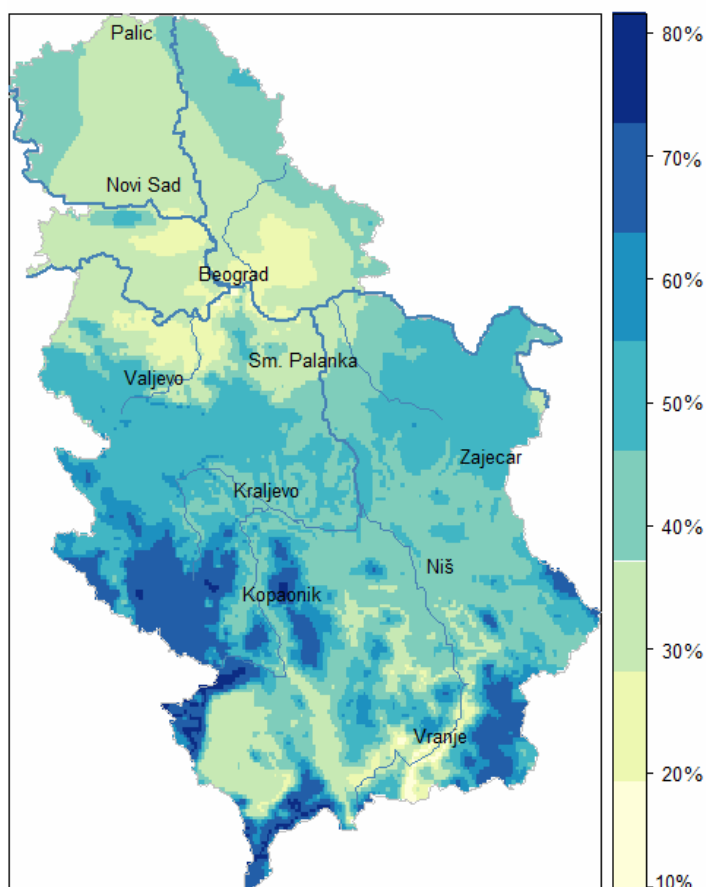 Palic
Novi Sad
Beograd
Sm. Palanka
Valjevo
Zajecar
Kraljevo
Niš
Kopaonik
Vranje
80%
70%
60%
50%
40%
30%
20%
10%